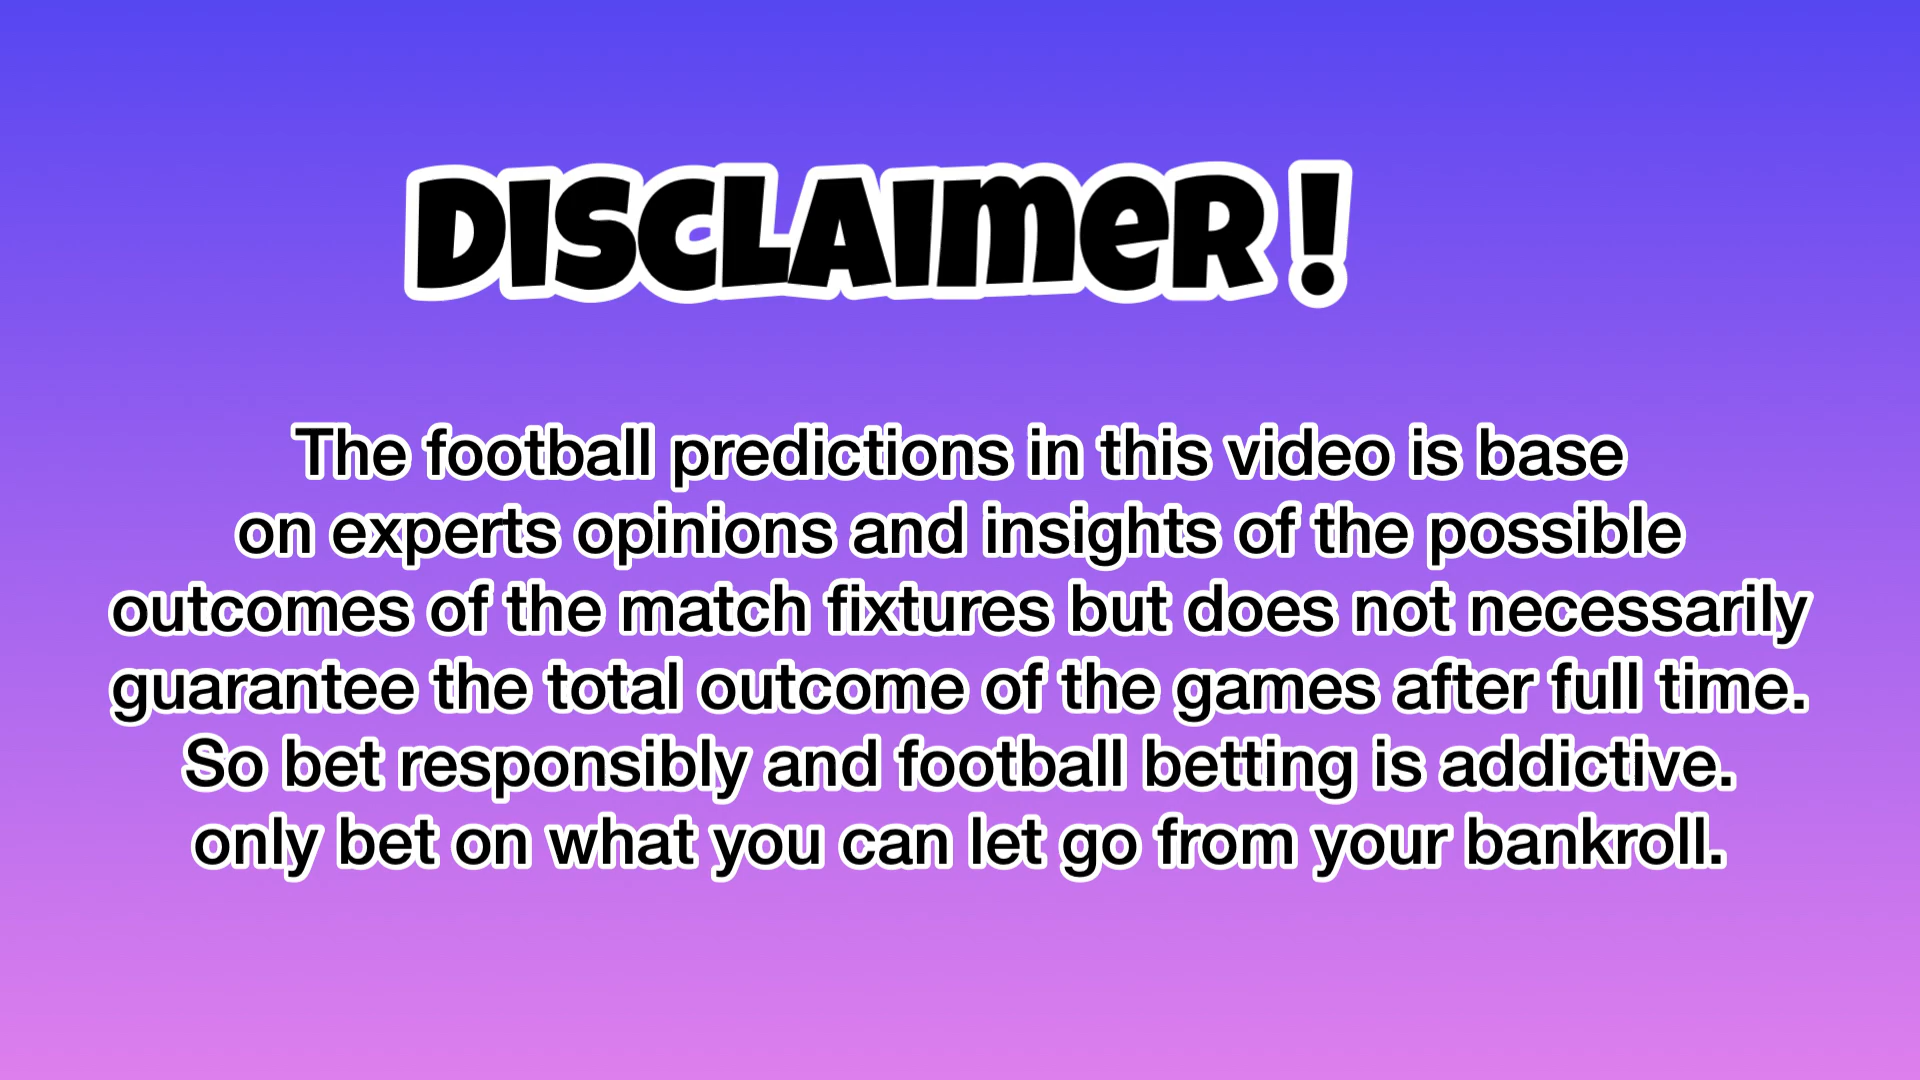 DISCLAIMER!
The football predictions in this video is base
on experts opinions and insights of the possible
outcomes of the match fixtures but does not necessarily
guarantee the total outcome of the games after full time.
So bet responsibly and football betting is addictive.
only bet on what you can let go from your bankroll.